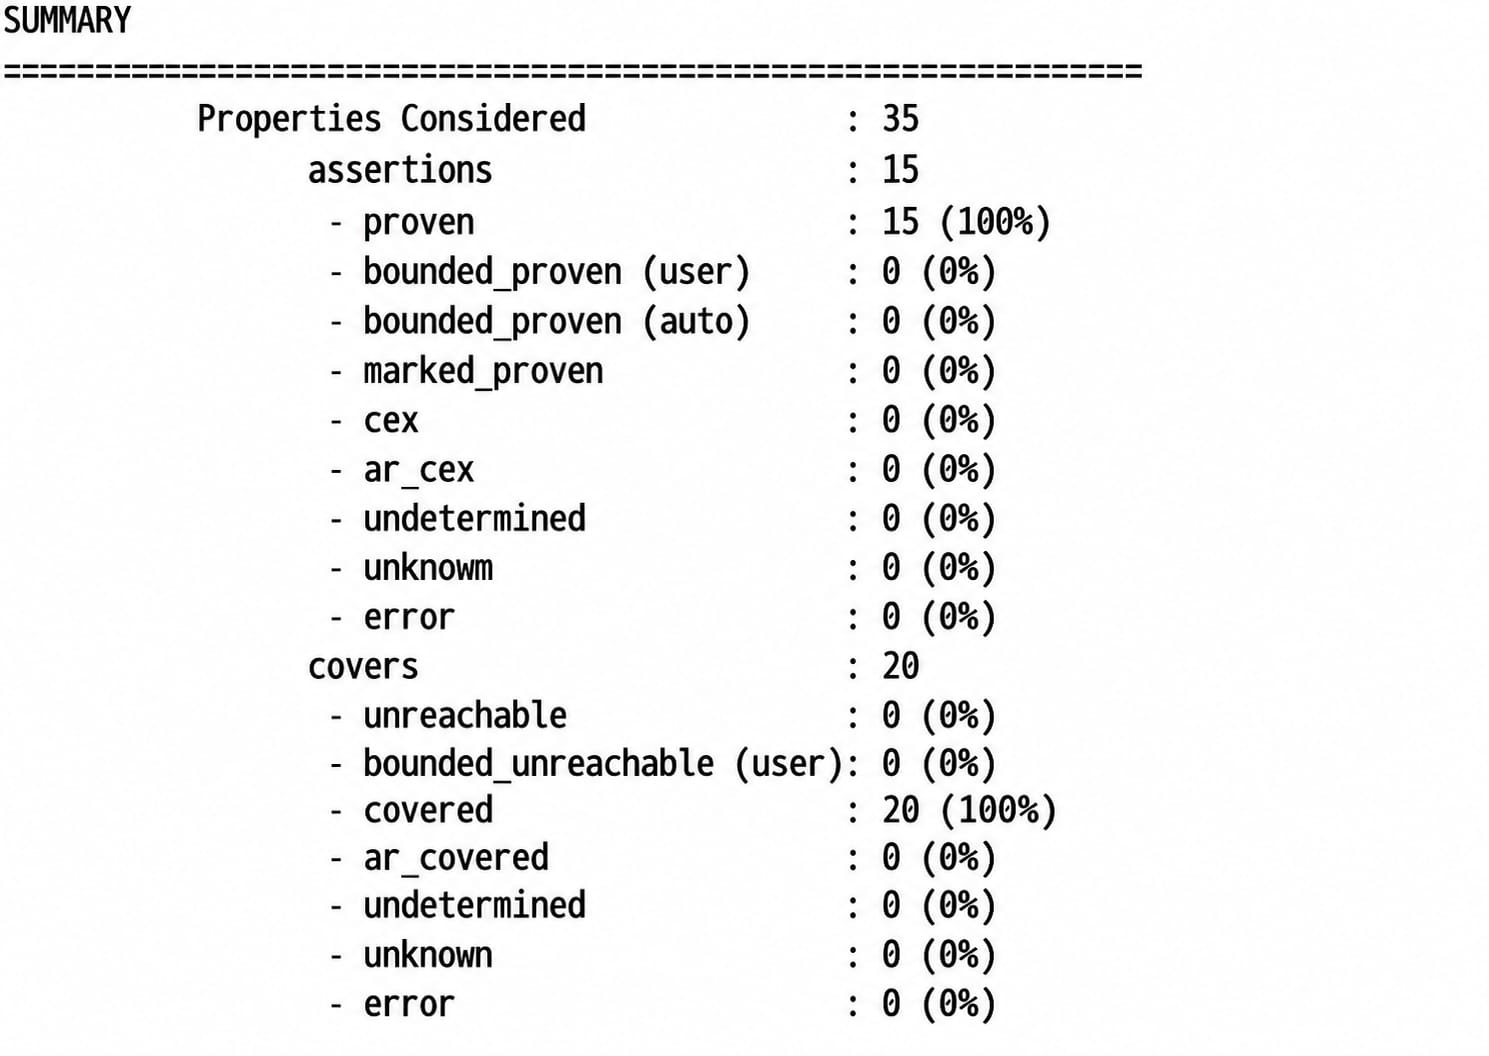 SUMMARY
==============================================================
Properties Considered : 35
assertions : 15
- proven : 15 (100%)
- bounded_proven (user) : 0 (0%)
- bounded_proven (auto) : 0 (0%)
- marked_proven : 0 (0%)
- cex : 0 (0%)
- ar_cex : 0 (0%)
- undetermined : 0 (0%)
- unknowm : 0 (0%)
- error : 0 (0%)
covers : 20
- unreachable : 0 (0%)
- bounded_unreachable (user): 0 (0%)
- covered : 20 (100%)
- ar_covered : 0 (0%)
- undetermined : 0 (0%)
- unknown : 0 (0%)
- error : 0 (0%)